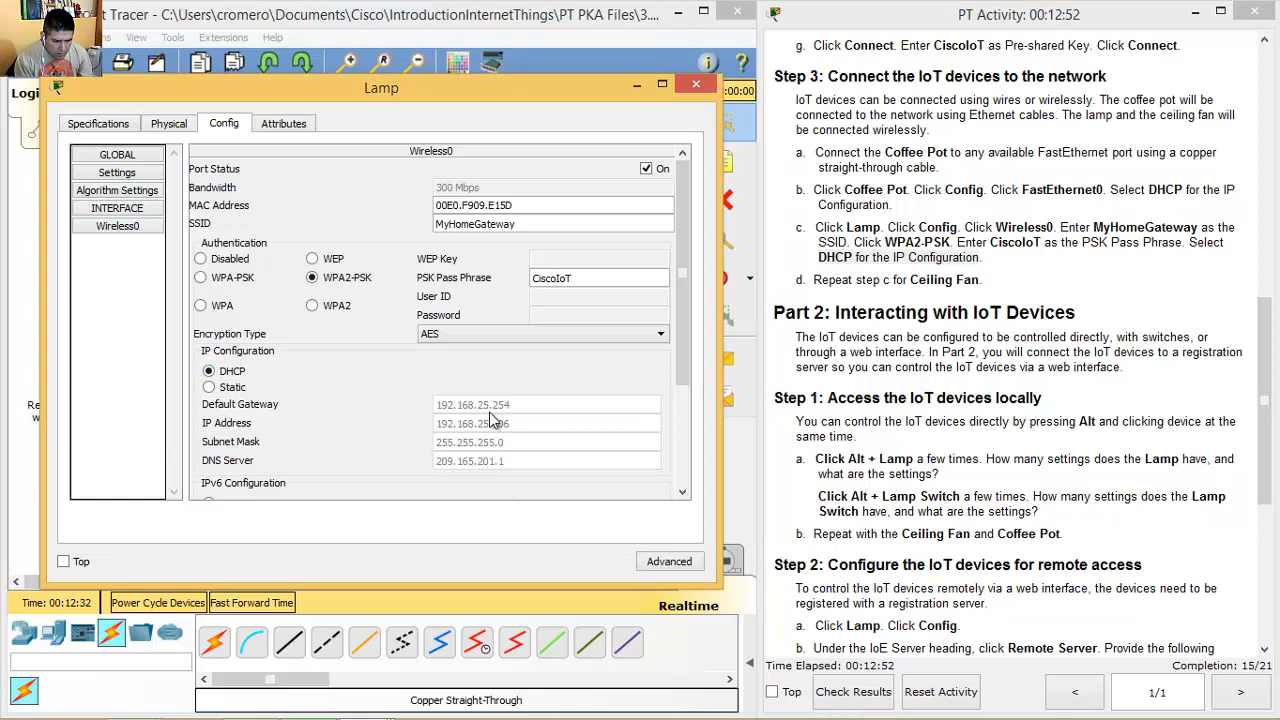 t Tracer - C:\Users\cromero\Documents\Cisco\IntroductionInternetThings\PT PKA Files\3....
View Tools Extensions Help
Logi
:00:00
Lamp
Specifications Physical Config Attributes
GLOBAL
Settings
Algorithm Settings
INTERFACE
Wireless0
Wireless0
Port Status On
Bandwidth 300 Mbps
MAC Address 00E0.F909.E15D
SSID MyHomeGateway
Authentication
Disabled WEP WEP Key
WPA-PSK WPA2-PSK PSK Pass Phrase CiscoIoT
User ID
WPA WPA2
Password
Encryption Type AES
IP Configuration
DHCP
Static
Default Gateway 192.168.25.254
IP Address
Subnet Mask 255.255.255.0
DNS Server 209.165.201.1
IPv6 Configuration
Top Advanced
Time: 00:12:32 Power Cycle Devices Fast Forward Time
Realtime
Copper Straight-Through
PT Activity: 00:12:52
g. Click Connect. Enter CiscoIoT as Pre-shared Key. Click Connect.
Step 3: Connect the IoT devices to the network
IoT devices can be connected using wires or wirelessly. The coffee pot will be
connected to the network using Ethernet cables. The lamp and the ceiling fan will
be connected wirelessly.
a. Connect the Coffee Pot to any available FastEthernet port using a copper
straight-through cable.
b. Click Coffee Pot. Click Config. Click FastEthernet0. Select DHCP for the IP
Configuration.
c. Click Lamp. Click Config. Click Wireless0. Enter MyHomeGateway as the
SSID. Click WPA2-PSK. Enter CiscoIoT as the PSK Pass Phrase. Select
DHCP for the IP Configuration.
d. Repeat step c for Ceiling Fan.
Part 2: Interacting with IoT Devices
The IoT devices can be configured to be controlled directly, with switches, or
through a web interface. In Part 2, you will connect the IoT devices to a registration
server so you can control the IoT devices via a web interface.
Step 1: Access the IoT devices locally
You can control the IoT devices directly by pressing Alt and clicking device at the
same time.
a. Click Alt + Lamp a few times. How many settings does the Lamp have, and
what are the settings?
Click Alt + Lamp Switch a few times. How many settings does the Lamp
Switch have, and what are the settings?
b. Repeat with the Ceiling Fan and Coffee Pot.
Step 2: Configure the IoT devices for remote access
To control the IoT devices remotely via a web interface, the devices need to be
registered with a registration server.
a. Click Lamp. Click Config.
b. Under the IoE Server heading, click Remote Server. Provide the following
Time Elapsed: 00:12:52 Completion: 15/21
Top Check Results Reset Activity < 1/1 >